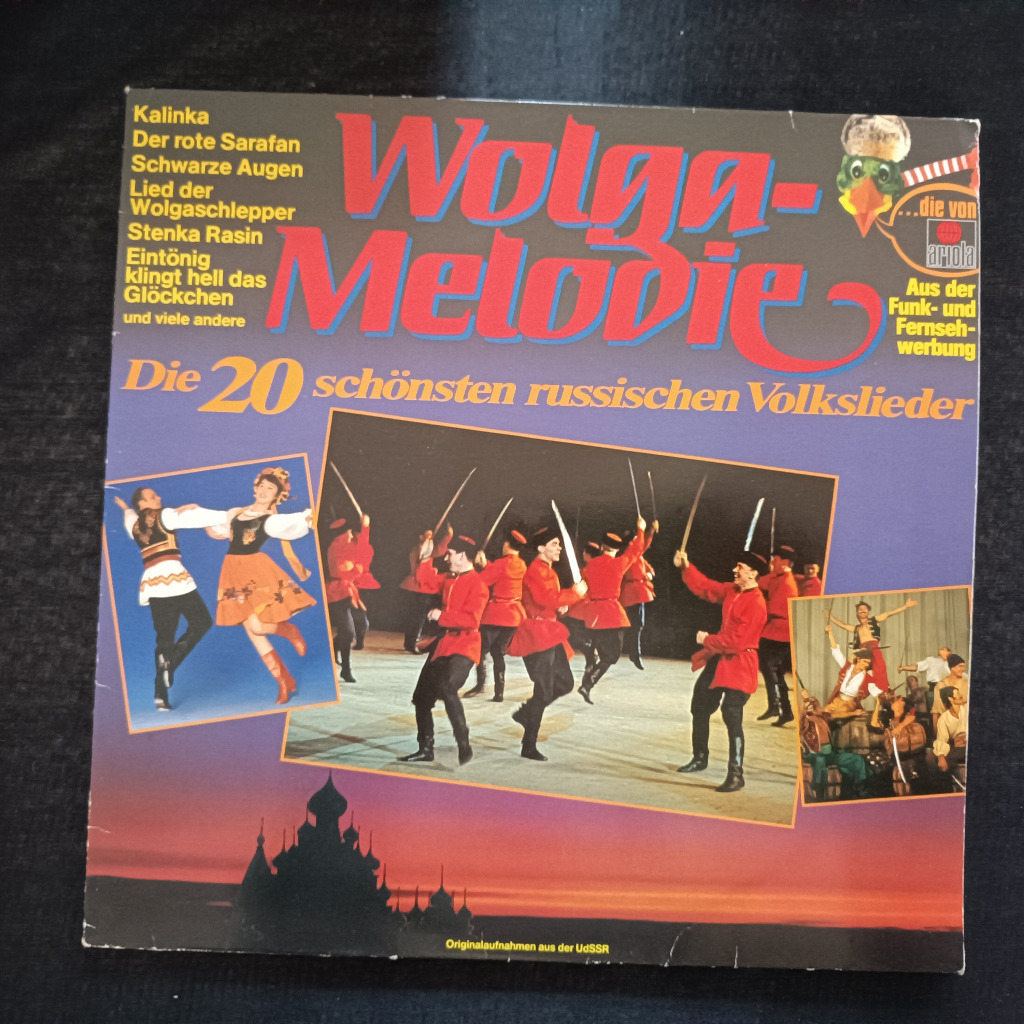 Kalinka
Der rote Sarafan
Schwarze Augen
Lied der
Wolgaschlepper
Stenka Rasin
Eintönig
klingt hell das
Glöckchen
und viele andere
Wolga-
Melodie
...die von
ariola
Aus der
Funk- und
Fernseh-
werbung
Die 20 schönsten russischen Volkslieder
Originalaufnahmen aus der UdSSR